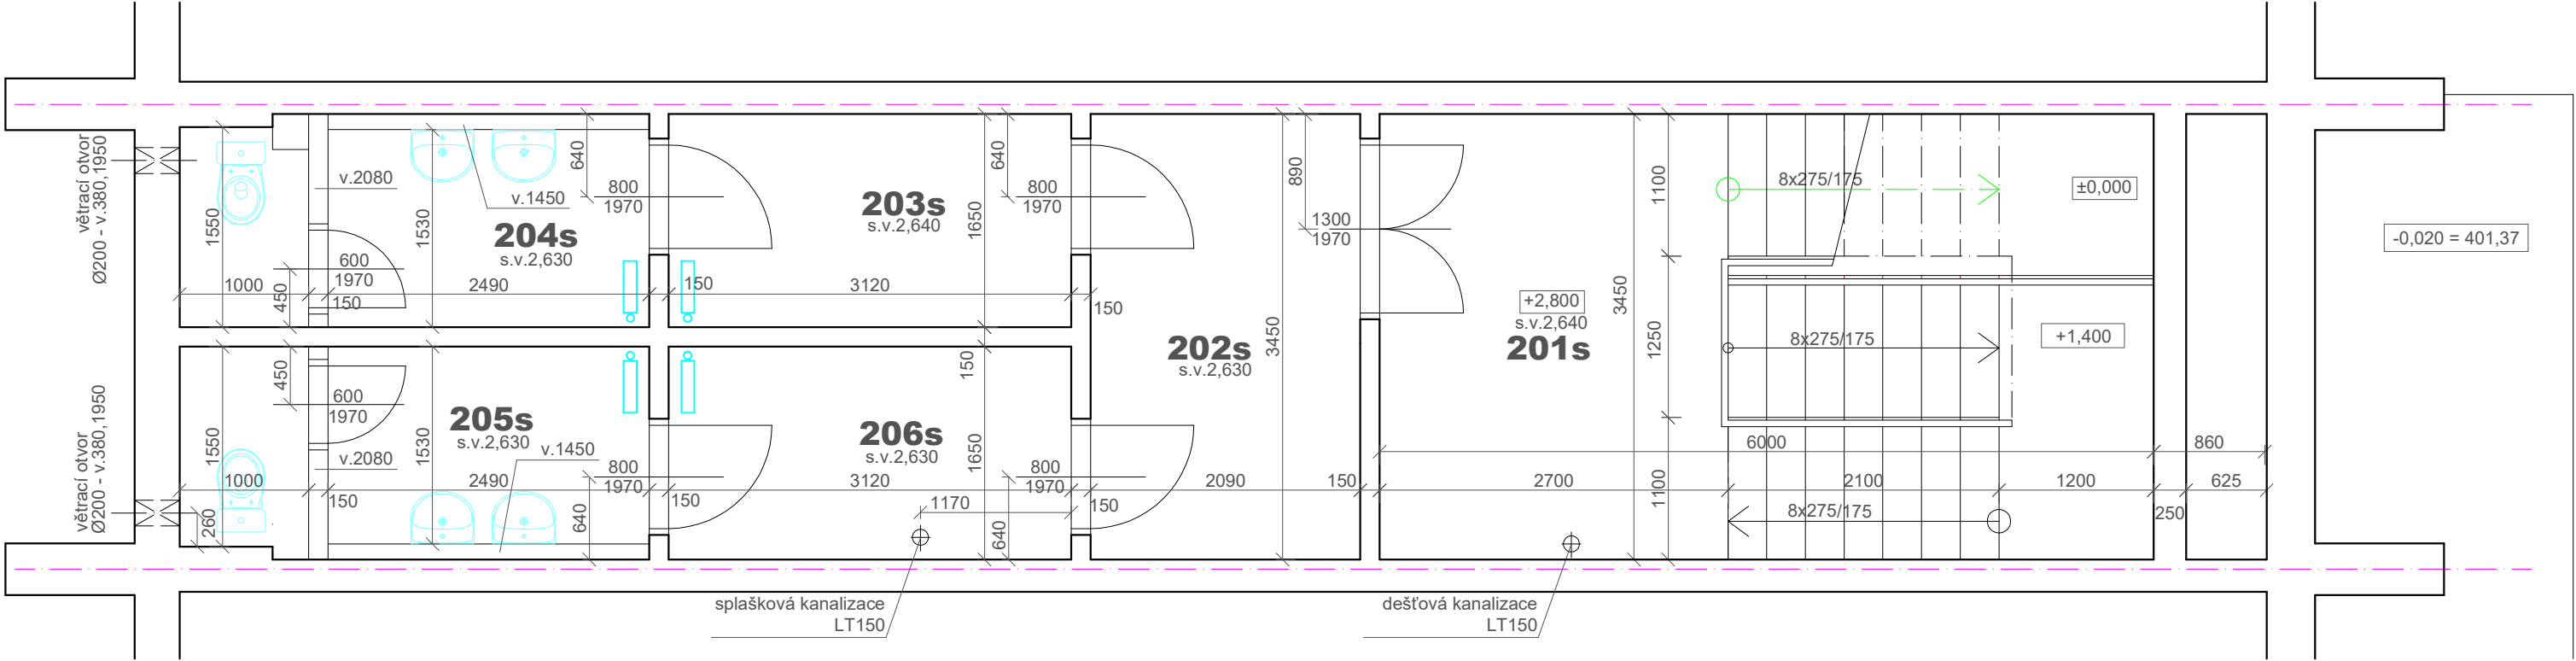 větrací otvor
Ø200 - v.380,1950
1550
1000
450
600
1970
150
v.2080
1530
v.1450
204s
s.v.2,630
2490
640
800
1970
150
203s
s.v.2,640
3120
1650
640
800
1970
150
202s
s.v.2,630
3450
890
1300
1970
+2,800
s.v.2,640
201s
3450
1100
1250
1100
8x275/175
±0,000
8x275/175
+1,400
-0,020 = 401,37
větrací otvor
Ø200 - v.380,1950
1550
260
1000
450
600
1970
v.2080
150
1530
205s
s.v.2,630
v.1450
2490
640
800
1970
150
206s
s.v.2,630
3120
150
1650
1170
640
800
1970
150
2090
150
6000
860
2700
2100
1200
625
250
8x275/175
splašková kanalizace
LT150
dešťová kanalizace
LT150